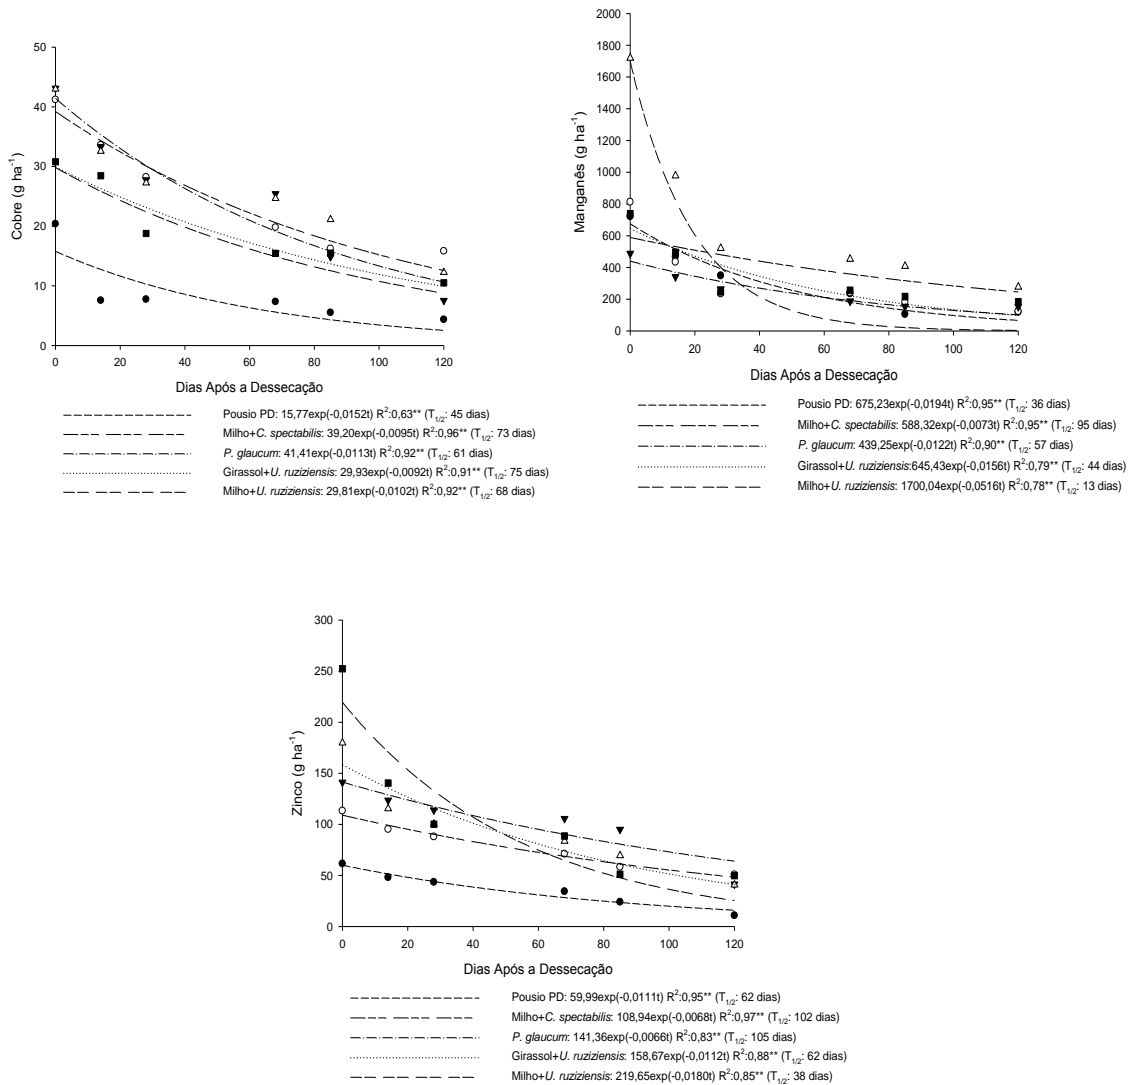 50
40
30
20
10
0
Cobre (g ha⁻¹)
0 20 40 60 80 100 120
Dias Após a Dessecação
Pousio PD: 15,77exp(-0,0152t) R²:0,63** (T1/2: 45 dias)
Milho+C. spectabilis: 39,20exp(-0,0095t) R²:0,96** (T1/2: 73 dias)
P. glaucum: 41,41exp(-0,0113t) R²:0,92** (T1/2: 61 dias)
Girassol+U. ruziziensis: 29,93exp(-0,0092t) R²:0,91** (T1/2: 75 dias)
Milho+U. ruziziensis: 29,81exp(-0,0102t) R²:0,92** (T1/2: 68 dias)
2000
1800
1600
1400
1200
1000
800
600
400
200
0
Manganês (g ha⁻¹)
0 20 40 60 80 100 120
Dias Após a Dessecação
Pousio PD: 675,23exp(-0,0194t) R²:0,95** (T1/2: 36 dias)
Milho+C. spectabilis: 588,32exp(-0,0073t) R²:0,95** (T1/2: 95 dias)
P. glaucum: 439,25exp(-0,0122t) R²:0,90** (T1/2: 57 dias)
Girassol+U. ruziziensis:645,43exp(-0,0156t) R²:0,79** (T1/2: 44 dias)
Milho+U. ruziziensis: 1700,04exp(-0,0516t) R²:0,78** (T1/2: 13 dias)
300
250
200
150
100
50
0
Zinco (g ha⁻¹)
0 20 40 60 80 100 120
Dias Após a Dessecação
Pousio PD: 59,99exp(-0,0111t) R²:0,95** (T1/2: 62 dias)
Milho+C. spectabilis: 108,94exp(-0,0068t) R²:0,97** (T1/2: 102 dias)
P. glaucum: 141,36exp(-0,0066t) R²:0,83** (T1/2: 105 dias)
Girassol+U. ruziziensis: 158,67exp(-0,0112t) R²:0,88** (T1/2: 62 dias)
Milho+U. ruziziensis: 219,65exp(-0,0180t) R²:0,85** (T1/2: 38 dias)